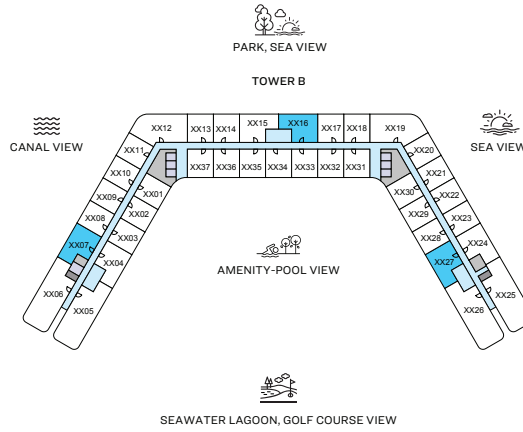 PARK, SEA VIEW
TOWER B
CANAL VIEW
SEA VIEW
XX12
XX13
XX14
XX15
XX16
XX17
XX18
XX19
XX11
XX20
XX10
XX37
XX36
XX35
XX34
XX33
XX32
XX31
XX21
XX09
XX01
XX30
XX22
XX08
XX02
XX29
XX23
XX07
XX03
XX28
XX24
XX04
XX27
XX06
XX05
XX26
XX25
AMENITY-POOL VIEW
SEAWATER LAGOON, GOLF COURSE VIEW